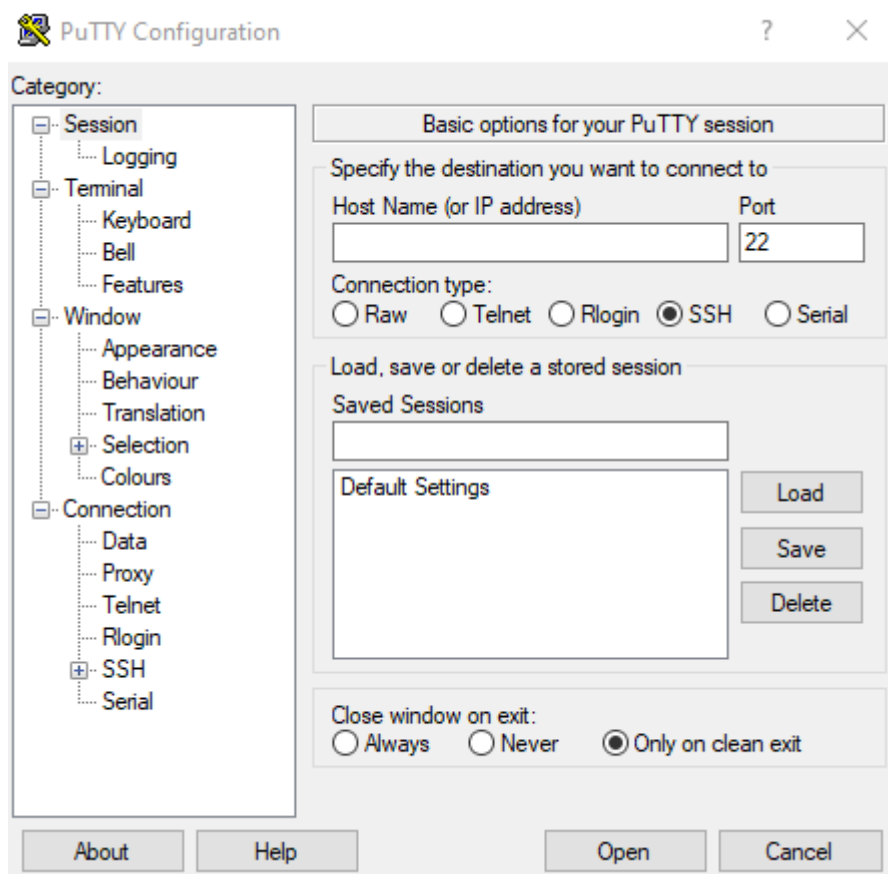 PuTTY Configuration
?
Category:
Session
Logging
Terminal
Keyboard
Bell
Features
Window
Appearance
Behaviour
Translation
Selection
Colours
Connection
Data
Proxy
Telnet
Rlogin
SSH
Serial
Basic options for your PuTTY session
Specify the destination you want to connect to
Host Name (or IP address) Port
22
Connection type:
Raw Telnet Rlogin SSH Serial
Load, save or delete a stored session
Saved Sessions
Default Settings
Load
Save
Delete
Close window on exit:
Always Never Only on clean exit
About Help Open Cancel